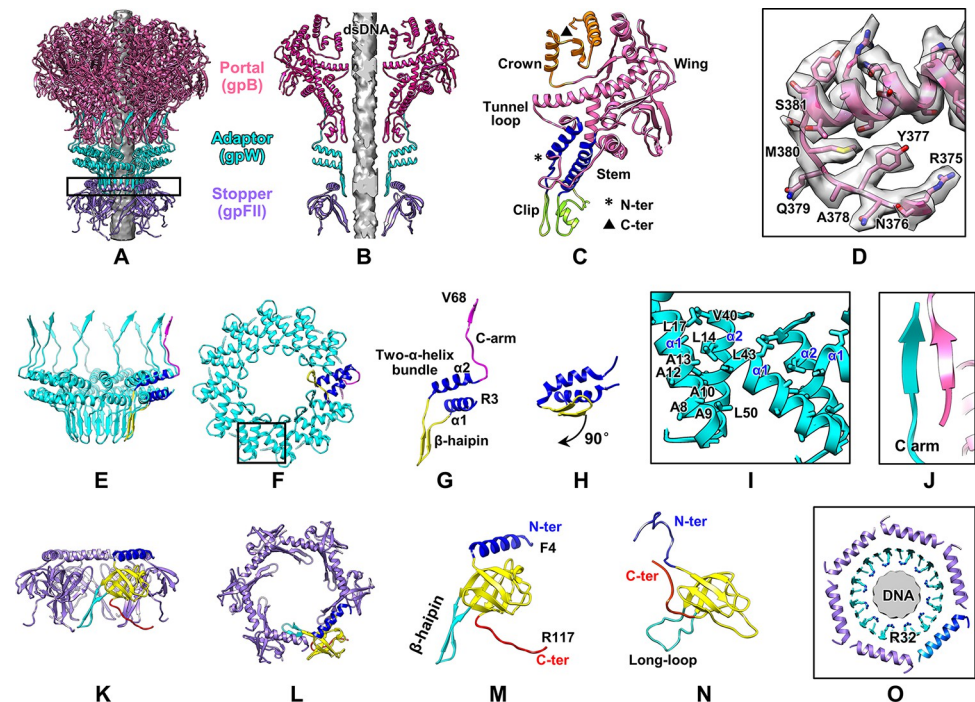 Portal
(gpB)
Adaptor
(gpW)
Stopper
(gpFII)
A
dsDNA
B
Crown
Wing
Tunnel
loop
*
Stem
Clip
* N-ter
▲ C-ter
C
S381
M380
Y377
R375
Q379
A378
N376
D
E
F
V68
C-arm
Two-α-helix
bundle
α2
R3
α1
β-haipin
G
90°
H
V40
L17
α1
L14
α2
A13
L43
α2
α1
A12
α1
A10
A8
A9
L50
I
C arm
J
K
L
N-ter
F4
β-haipin
R117
C-ter
M
N-ter
C-ter
Long-loop
N
DNA
R32
O